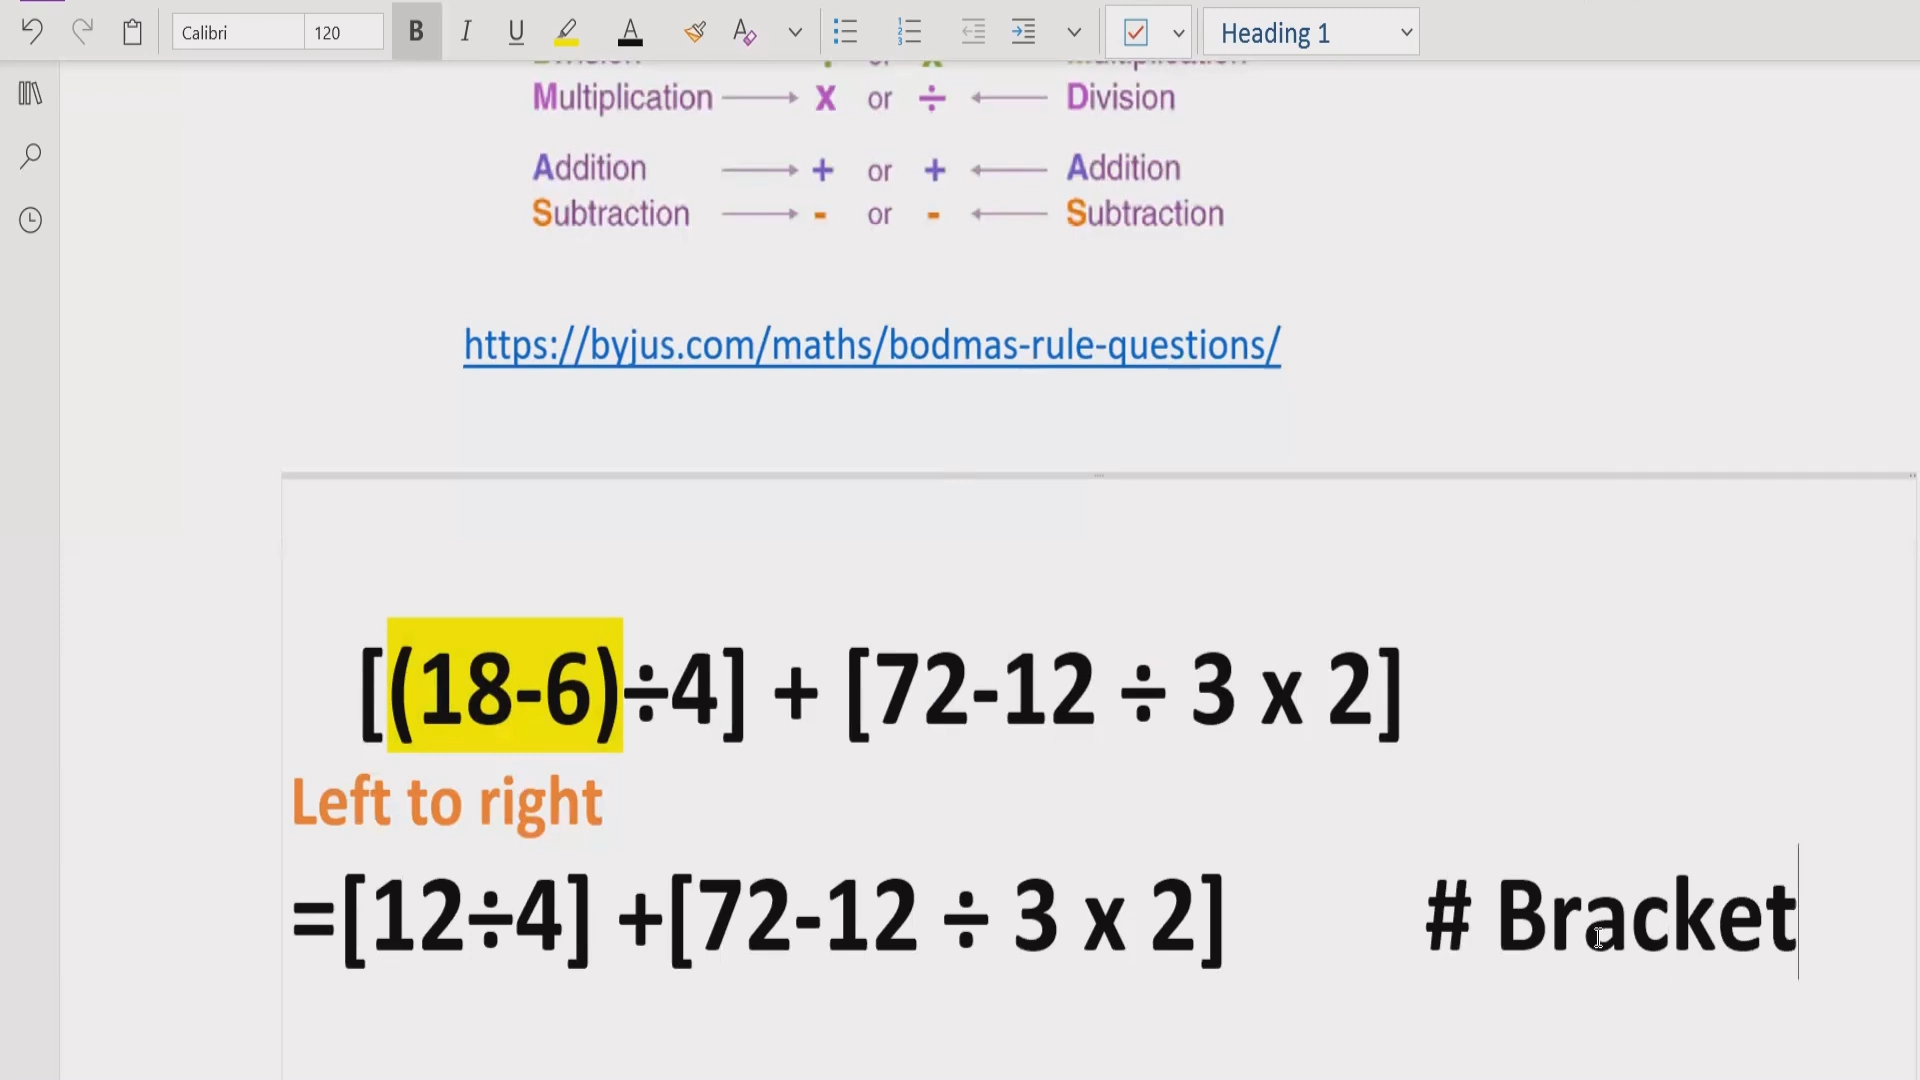 Calibri 120 B I U A A Heading 1
Multiplication x or ÷ Division
Addition + or + Addition
Subtraction - or - Subtraction
https://byjus.com/maths/bodmas-rule-questions/
[(18-6)÷4] + [72-12 ÷ 3 x 2]
Left to right
=[12÷4] +[72-12 ÷ 3 x 2] # Bracket